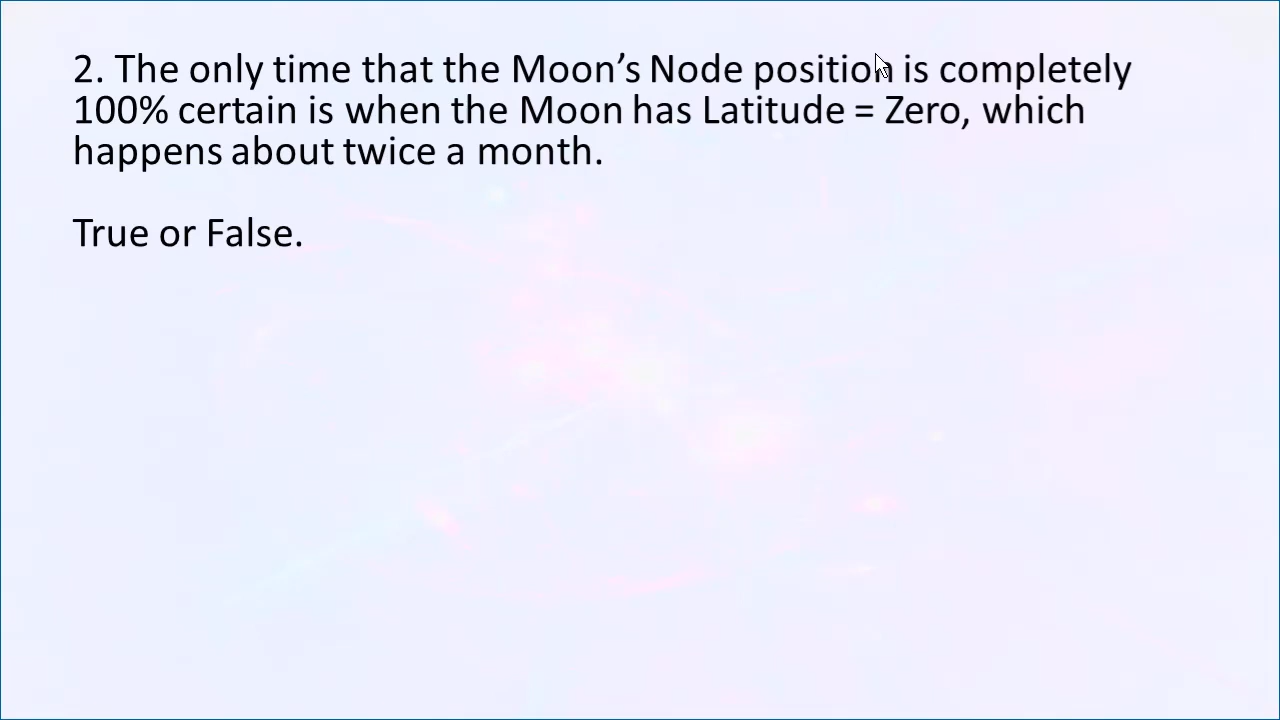 2. The only time that the Moon’s Node position is completely
100% certain is when the Moon has Latitude = Zero, which
happens about twice a month.
True or False.